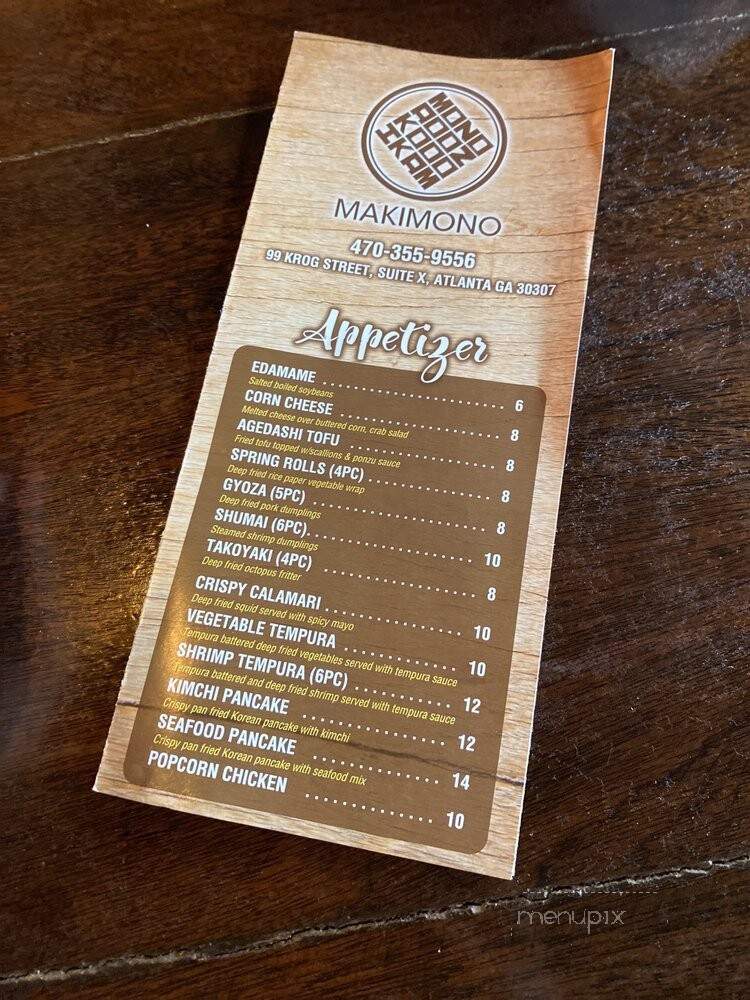 MONO
MAKIMONO
470-355-9556
99 KROG STREET, SUITE X, ATLANTA GA 30307
Appetizer
EDAMAME 6
Salted boiled soybeans
CORN CHEESE 8
Melted cheese over buttered corn, crab salad
AGEDASHI TOFU 8
Fried tofu topped w/scallions & ponzu sauce
SPRING ROLLS (4PC) 8
Deep fried rice paper vegetable wrap
GYOZA (5PC) 8
Deep fried pork dumplings
SHUMAI (6PC) 10
Steamed shrimp dumplings
TAKOYAKI (4PC) 8
Deep fried octopus fritter
CRISPY CALAMARI 10
Deep fried squid served with spicy mayo
VEGETABLE TEMPURA 10
Tempura battered deep fried vegetables served with tempura sauce
SHRIMP TEMPURA (6PC) 12
Tempura battered and deep fried shrimp served with tempura sauce
KIMCHI PANCAKE 12
Crispy pan fried Korean pancake with kimchi
SEAFOOD PANCAKE 14
Crispy pan fried Korean pancake with seafood mix
POPCORN CHICKEN 10
menupix